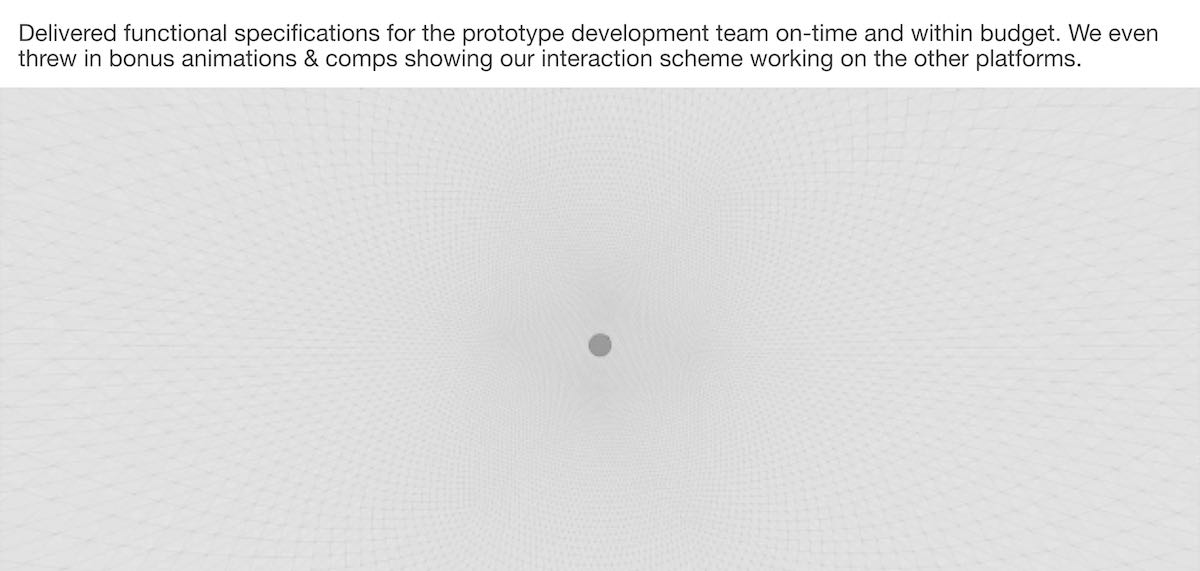 Delivered functional specifications for the prototype development team on-time and within budget. We even
threw in bonus animations & comps showing our interaction scheme working on the other platforms.